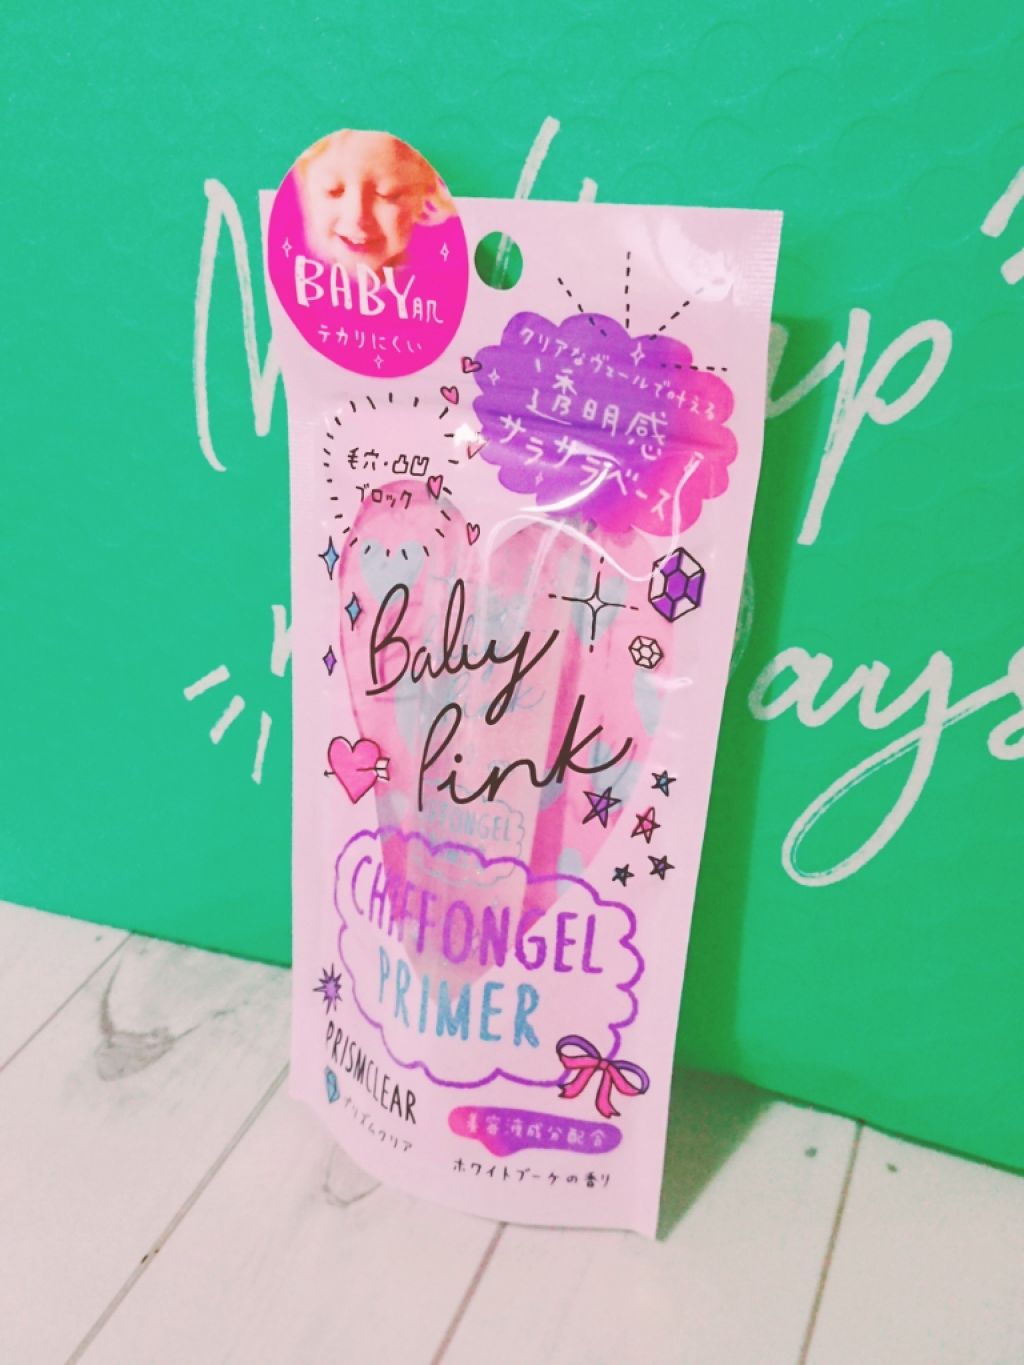 BABY肌
テカリにくい
クリアなヴェールで叶える
透明感
サラサラベース
毛穴・凸凹
ブロック
Baby
Pink
CHIFFONGEL
PRIMER
PRISMCLEAR
プリズムクリア
美容液成分配合
ホワイトブーケの香り